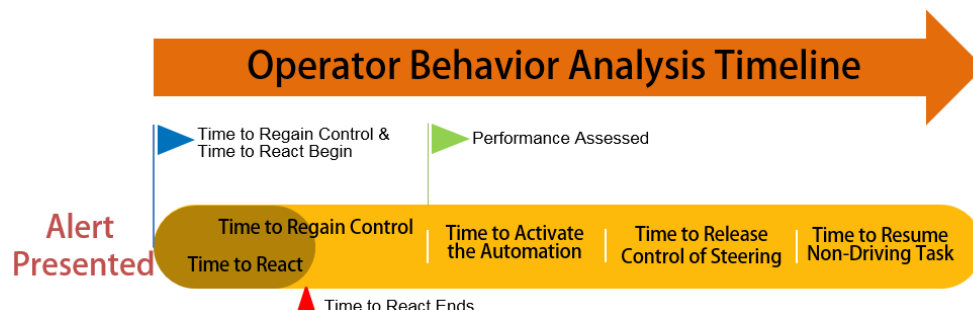 Operator Behavior Analysis Timeline
Time to Regain Control &
Time to React Begin
Performance Assessed
Alert
Presented
Time to Regain Control
Time to React
Time to Activate
the Automation
Time to Release
Control of Steering
Time to Resume
Non-Driving Task
Time to React Ends